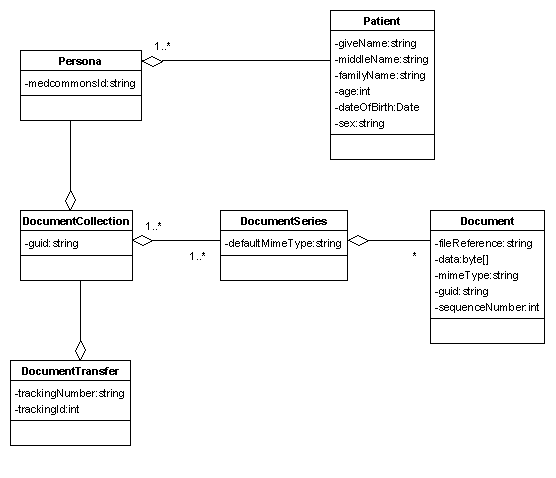 Patient
-giveName:string
-middleName:string
-familyName:string
-age:int
-dateOfBirth:Date
-sex:string
1..*
Persona
-medcommonsId:string
DocumentCollection
-guid:string
1..*
1..*
DocumentSeries
-defaultMimeType:string
*
Document
-fileReference:string
-data:byte[]
-mimeType:string
-guid:string
-sequenceNumber:int
DocumentTransfer
-trackingNumber:string
-trackingId:int